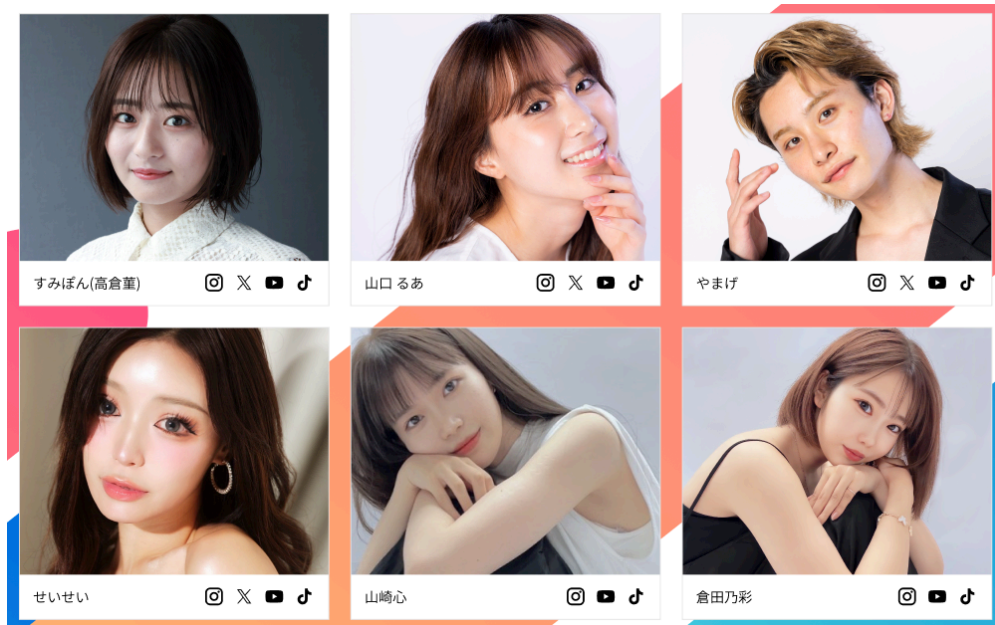 すみぽん(高倉菫)
山口 るあ
やまげ
せいせい
山崎心
倉田乃彩